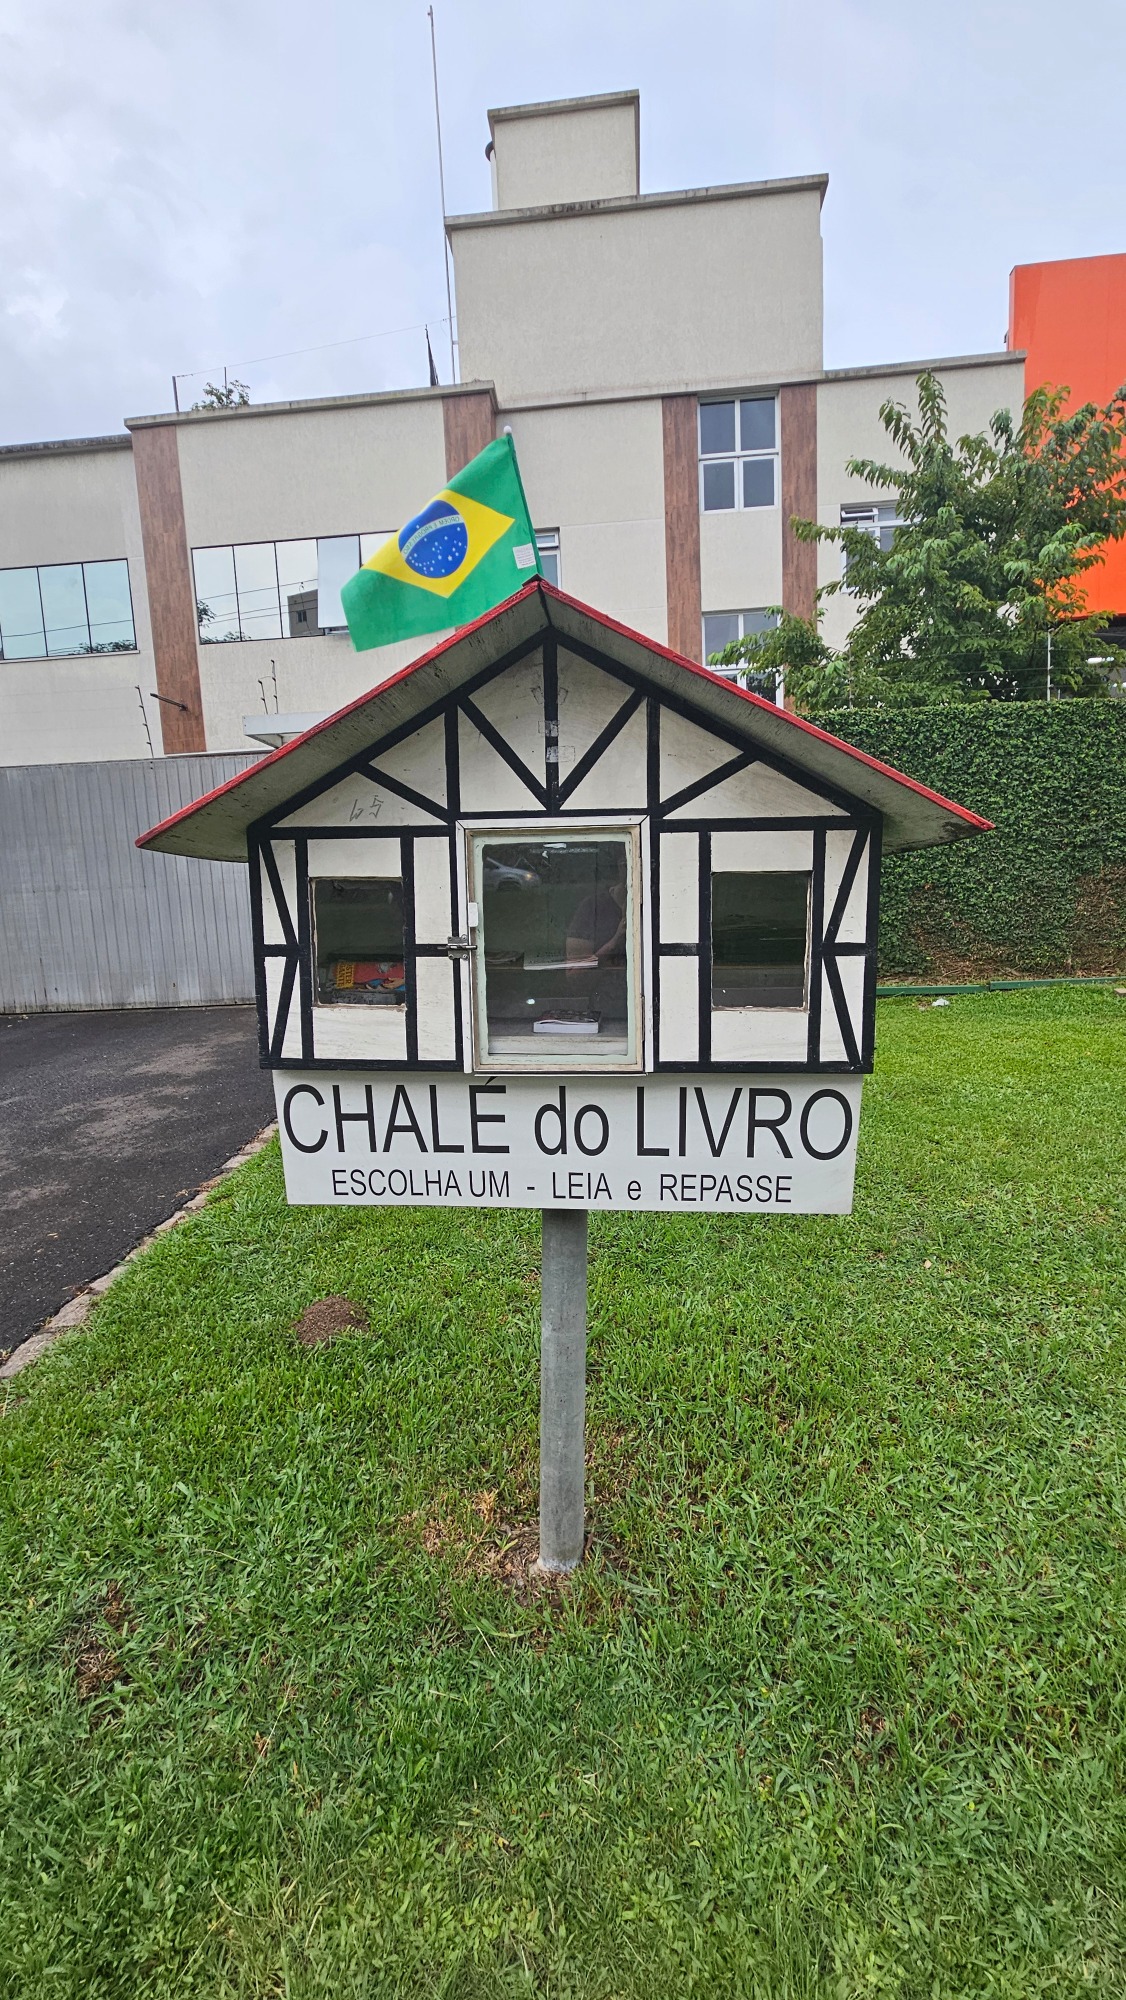 CHALÉ do LIVRO
ESCOLHA UM - LEIA e REPASSE